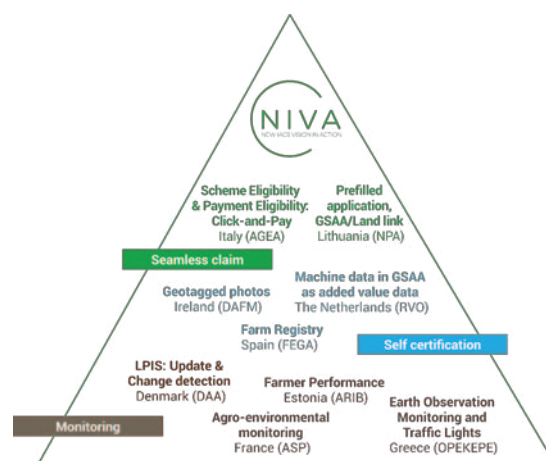 NIVA
NEW IACS VISION IN ACTION
Scheme Eligibility
& Payment Eligibility:
Click-and-Pay
Italy (AGEA)
Prefilled
application,
GSAA/Land link
Lithuania (NPA)
Seamless claim
Geotagged photos
Ireland (DAFM)
Machine data in GSAA
as added value data
The Netherlands (RVO)
Farm Registry
Spain (FEGA)
Self certification
LPIS: Update &
Change detection
Denmark (DAA)
Farmer Performance
Estonia (ARIB)
Earth Observation
Monitoring and
Traffic Lights
Greece (OPEKEPE)
Monitoring
Agro-environmental
monitoring
France (ASP)